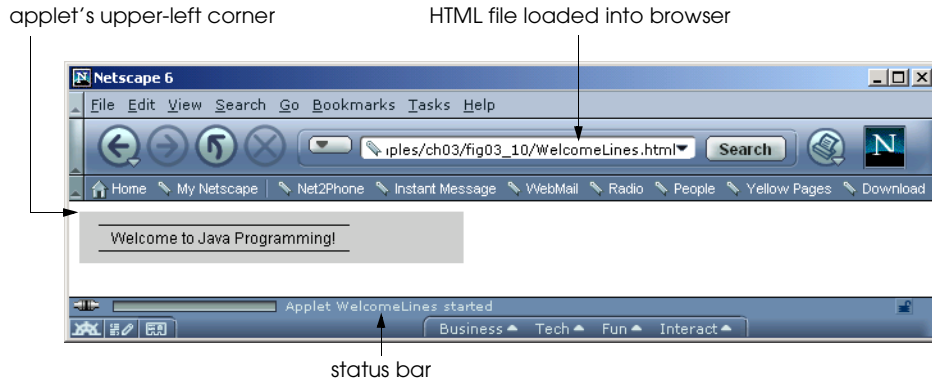 applet's upper-left corner
HTML file loaded into browser
Netscape 6
File Edit View Search Go Bookmarks Tasks Help
ples/ch03/fig03_10/WelcomeLines.html Search N
Home My Netscape Net2Phone Instant Message WebMail Radio People Yellow Pages Download
Welcome to Java Programming!
Applet WelcomeLines started
Business Tech Fun Interact
status bar